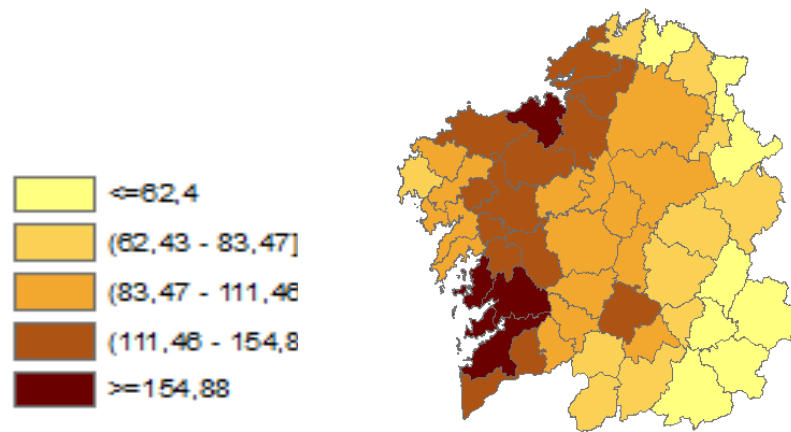 <=62,4
(62,43 - 83,47]
(83,47 - 111,46
(111,46 - 154,8
>=154,88